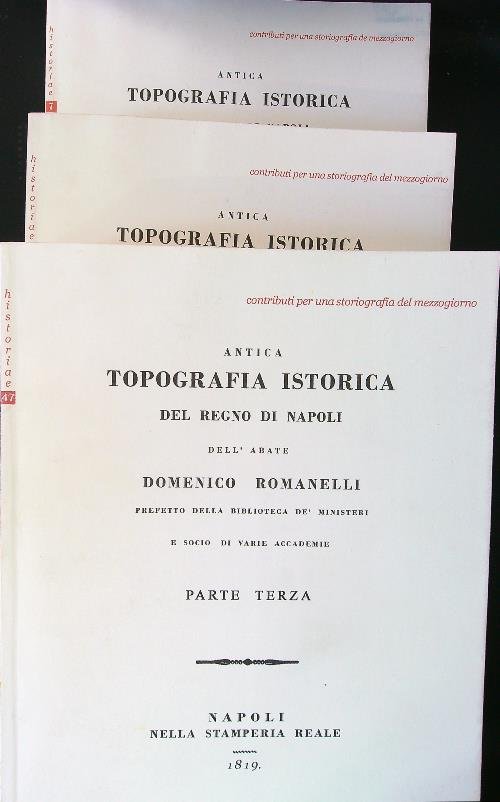 historiae
7
contributi per una storiografia de mezzogiorno
ANTICA
TOPOGRAFIA ISTORICA
historiae
contributi per una storiografia del mezzogiorno
ANTICA
TOPOGRAFIA ISTORICA
historiae
47
contributi per una storiografia del mezzogiorno
ANTICA
TOPOGRAFIA ISTORICA
DEL REGNO DI NAPOLI
DELL' ABATE
DOMENICO ROMANELLI
PREFETTO DELLA BIBLIOTECA DE' MINISTERI
E SOCIO DI VARIE ACCADEMIE
PARTE TERZA
NAPOLI
NELLA STAMPERIA REALE
1819.